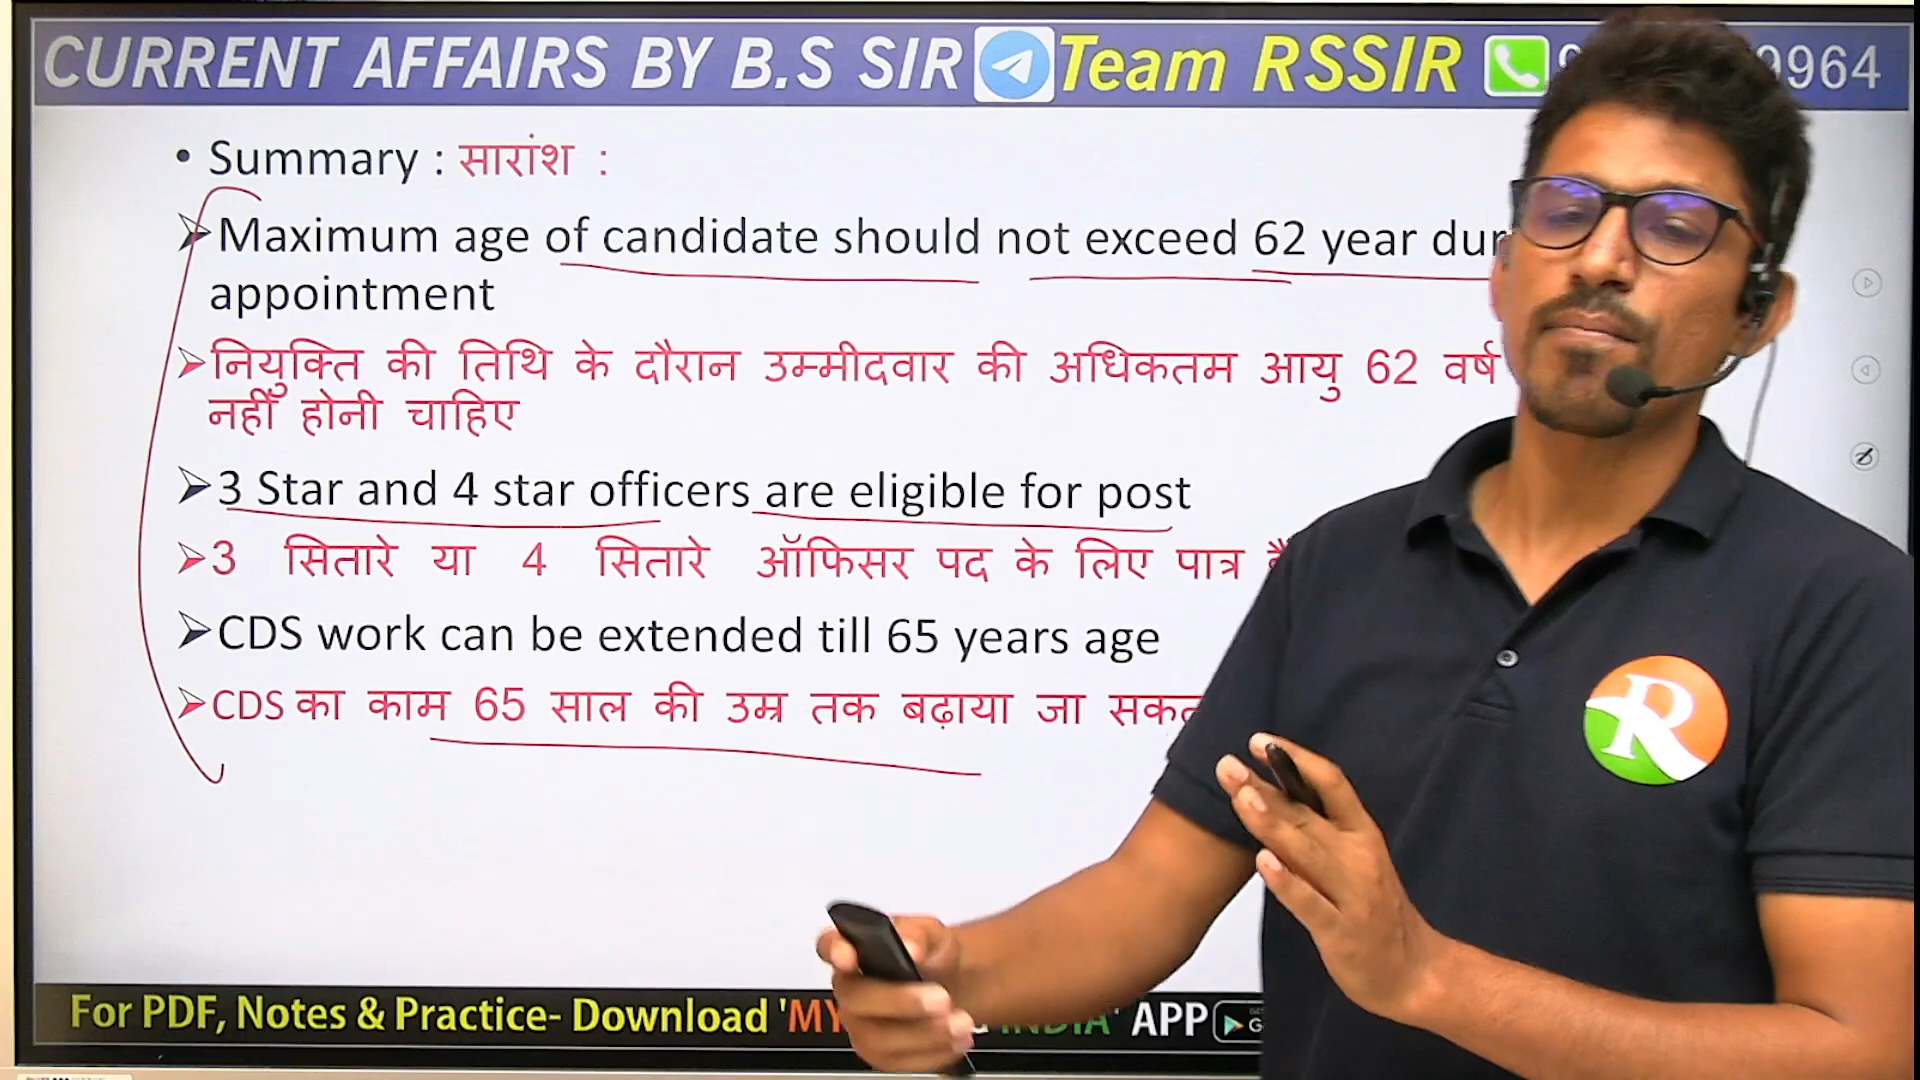 CURRENT AFFAIRS BY B.S SIR Team RSSIR 9964
• Summary : सारांश :
➢Maximum age of candidate should not exceed 62 year
appointment
➢नियुक्ति की तिथि के दौरान उम्मीदवार की अधिकतम आयु 62 वर्ष
नहीं होनी चाहिए
➢3 Star and 4 star officers are eligible for post
➢3 सितारे या 4 सितारे ऑफिसर पद के लिए पात्र
➢CDS work can be extended till 65 years age
➢CDS का काम 65 साल की उम्र तक बढ़ाया जा
R
For PDF, Notes & Practice- Download 'MY INDIA' APP